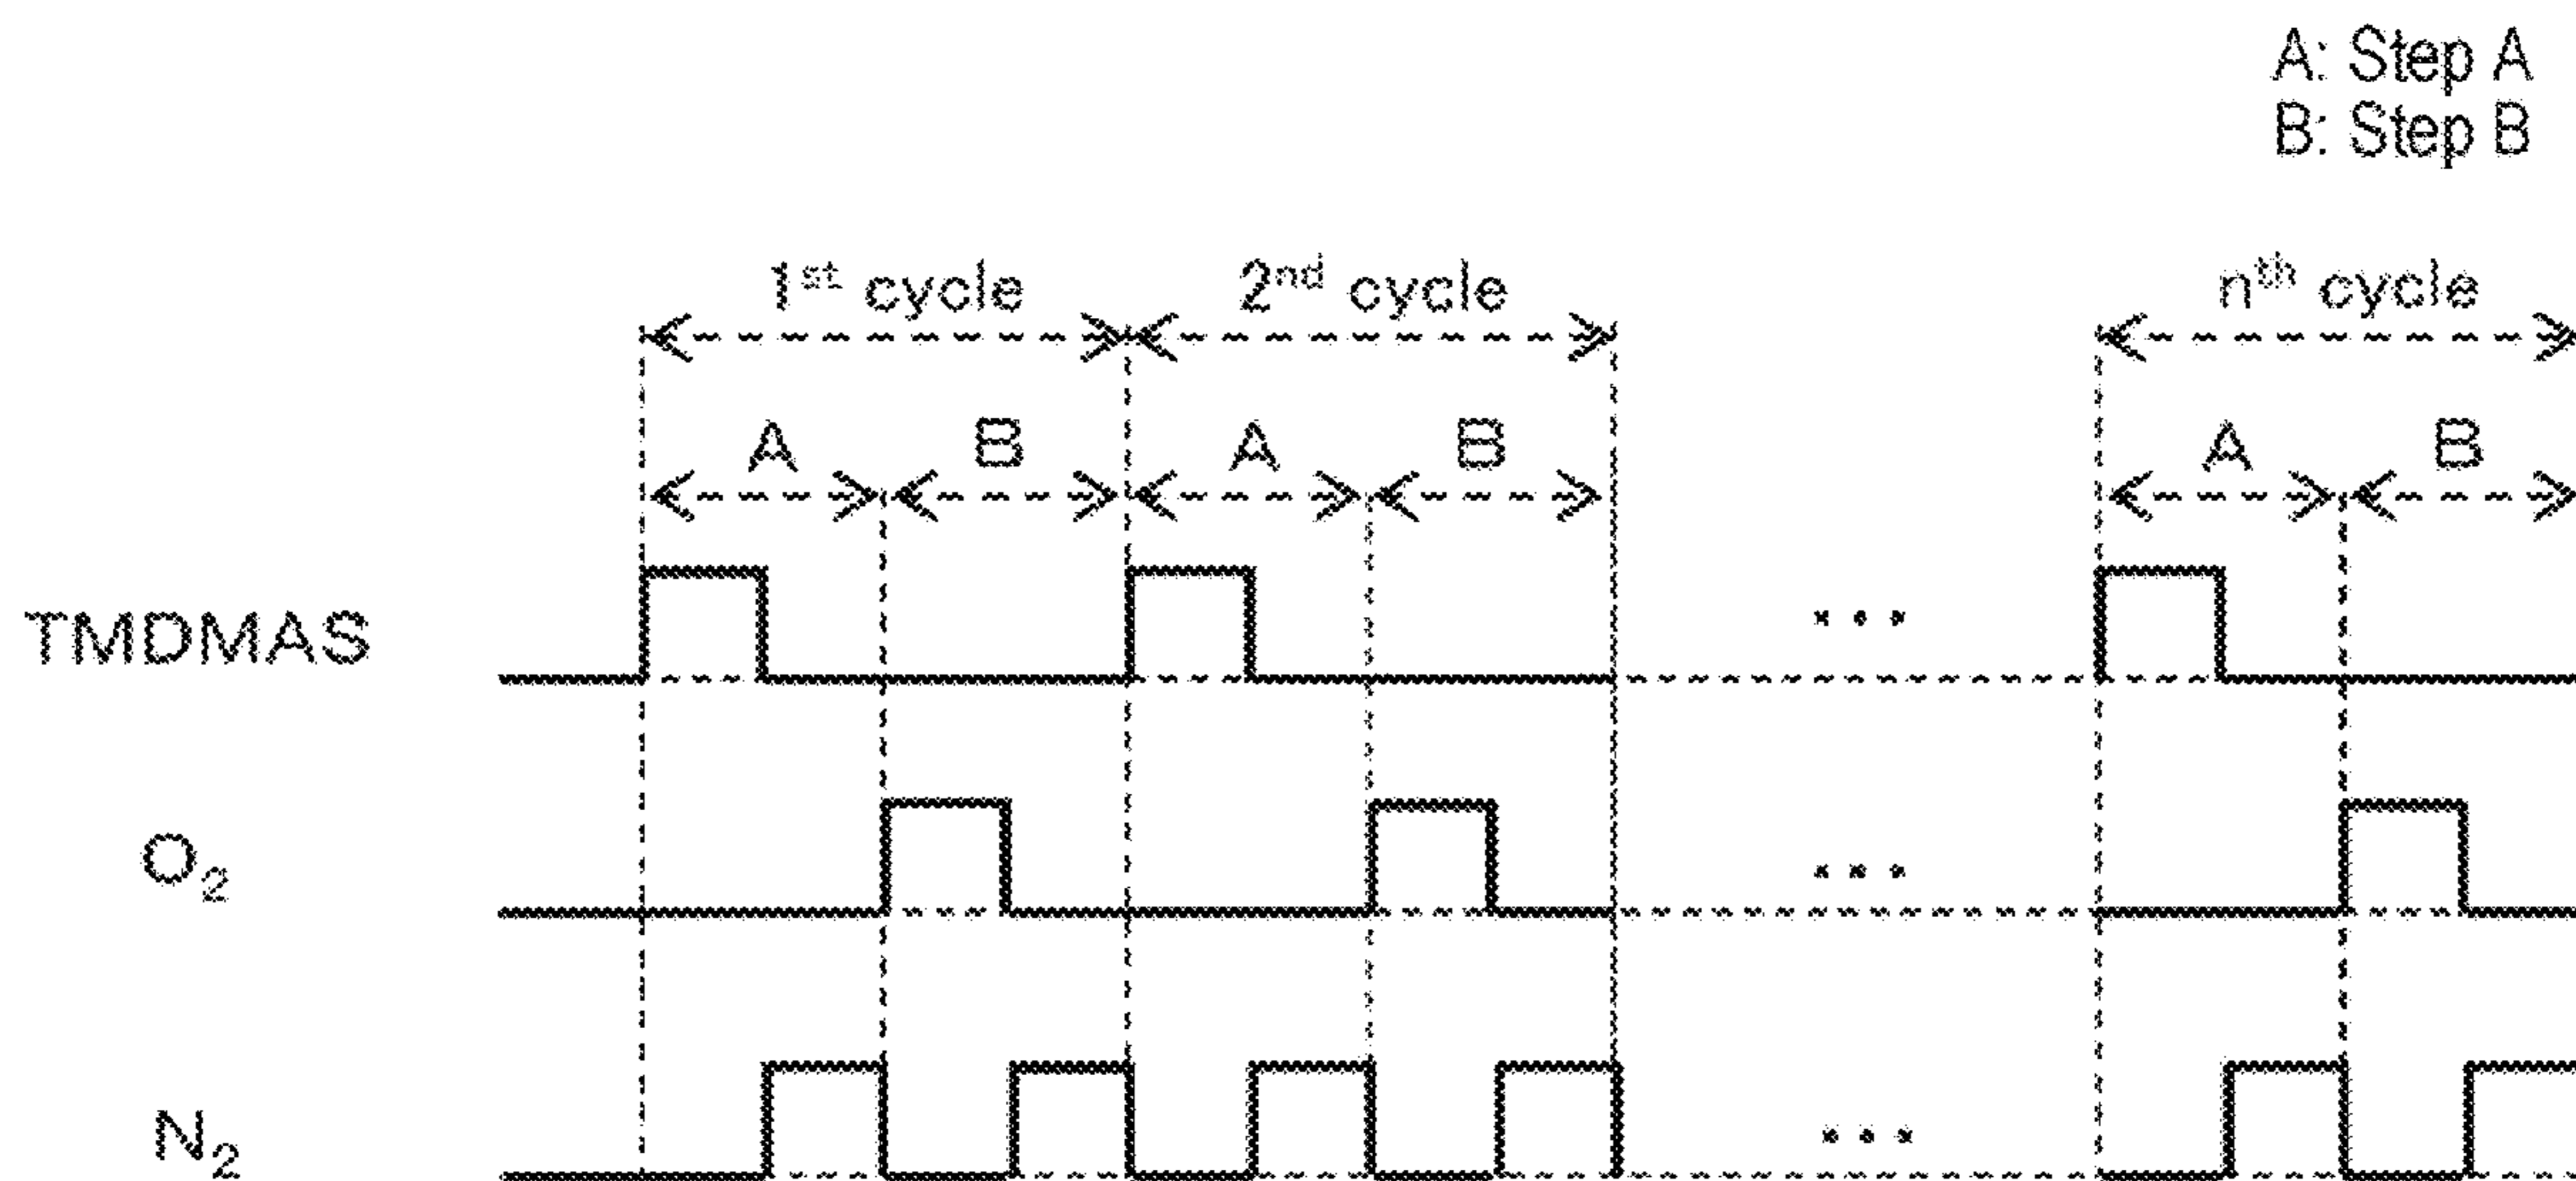 A: Step A
B: Step B
1st cycle 2nd cycle nth cycle
A B A B A B
TMDMAS ...
O2 ...
N2 ...